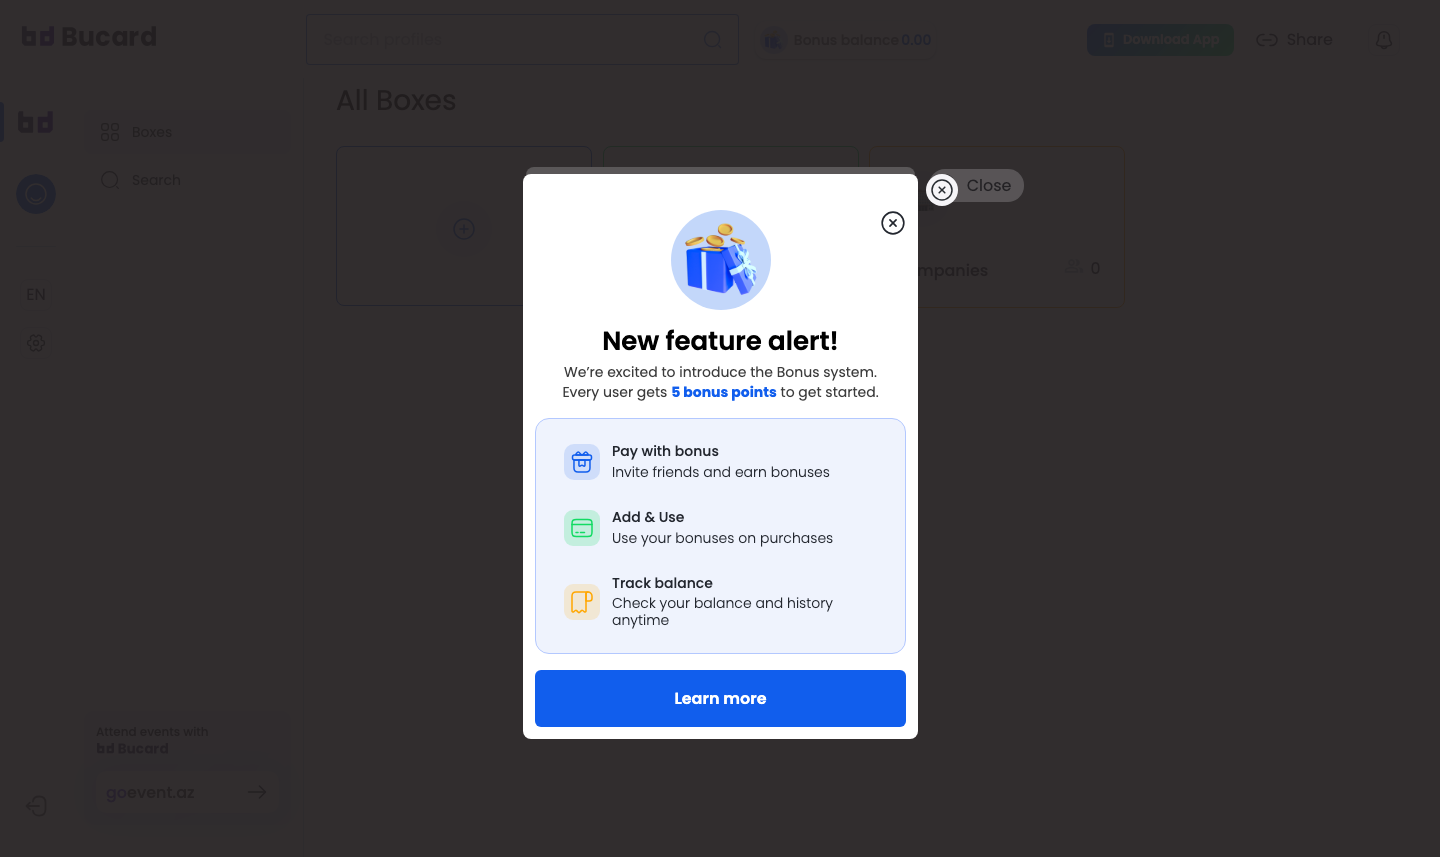 bd Bucard
Search profiles
Bonus balance 0.00
Download App
Share
All Boxes
bd
Boxes
Search
Close
EN
mpanies
0
New feature alert!
We’re excited to introduce the Bonus system.
Every user gets 5 bonus points to get started.
Pay with bonus
Invite friends and earn bonuses
Add & Use
Use your bonuses on purchases
Track balance
Check your balance and history
anytime
Learn more
Attend events with
bd Bucard
goevent.az